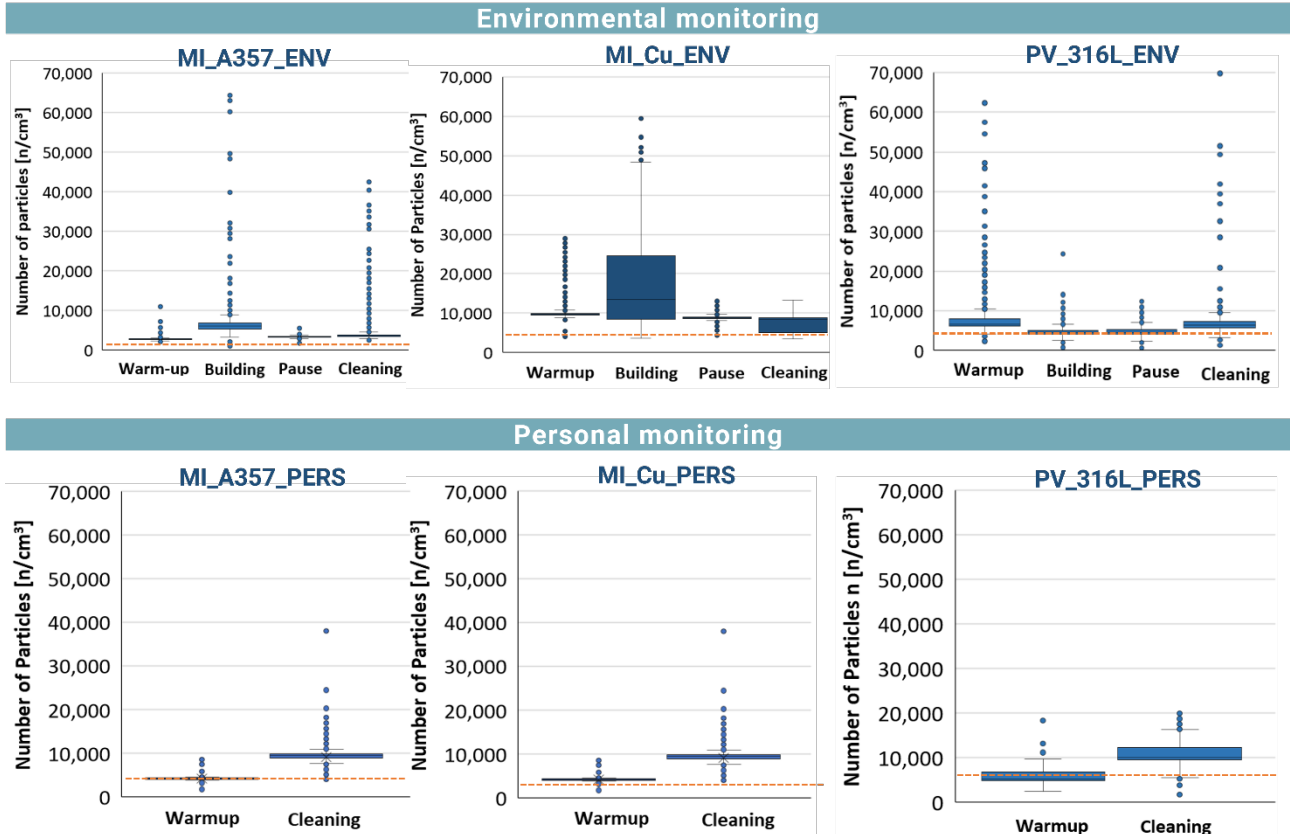 Environmental monitoring
MI_A357_ENV
Number of particles [n/cm³]
70,000
60,000
50,000
40,000
30,000
20,000
10,000
0
Warm-up Building Pause Cleaning
MI_Cu_ENV
Number of Particles [n/cm³]
70,000
60,000
50,000
40,000
30,000
20,000
10,000
0
Warmup Building Pause Cleaning
PV_316L_ENV
Number of particles [n/cm³]
70,000
60,000
50,000
40,000
30,000
20,000
10,000
0
Warmup Building Pause Cleaning
Personal monitoring
MI_A357_PERS
Number of Particles [n/cm³]
70,000
60,000
50,000
40,000
30,000
20,000
10,000
0
Warmup Cleaning
MI_Cu_PERS
Number of Particles [n/cm³]
70,000
60,000
50,000
40,000
30,000
20,000
10,000
0
Warmup Cleaning
PV_316L_PERS
Number of Particles n [n/cm³]
70,000
60,000
50,000
40,000
30,000
20,000
10,000
0
Warmup Cleaning